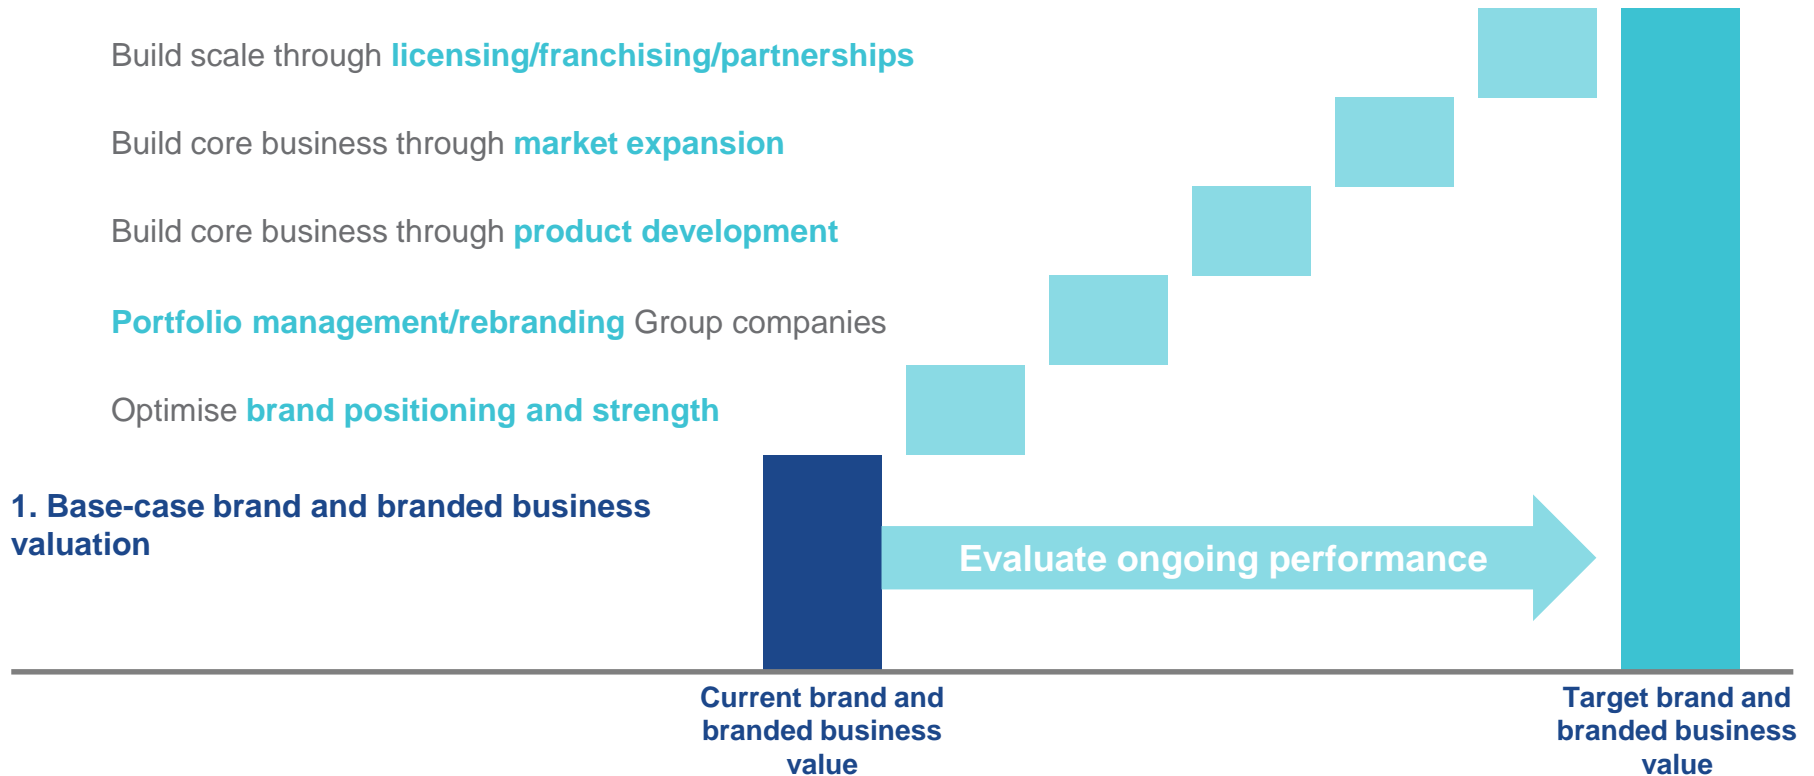 Build scale through licensing/franchising/partnerships
Build core business through market expansion
Build core business through product development
Portfolio management/rebranding Group companies
Optimise brand positioning and strength
1. Base-case brand and branded business
valuation
Evaluate ongoing performance
Current brand and
branded business
value
Target brand and
branded business
value